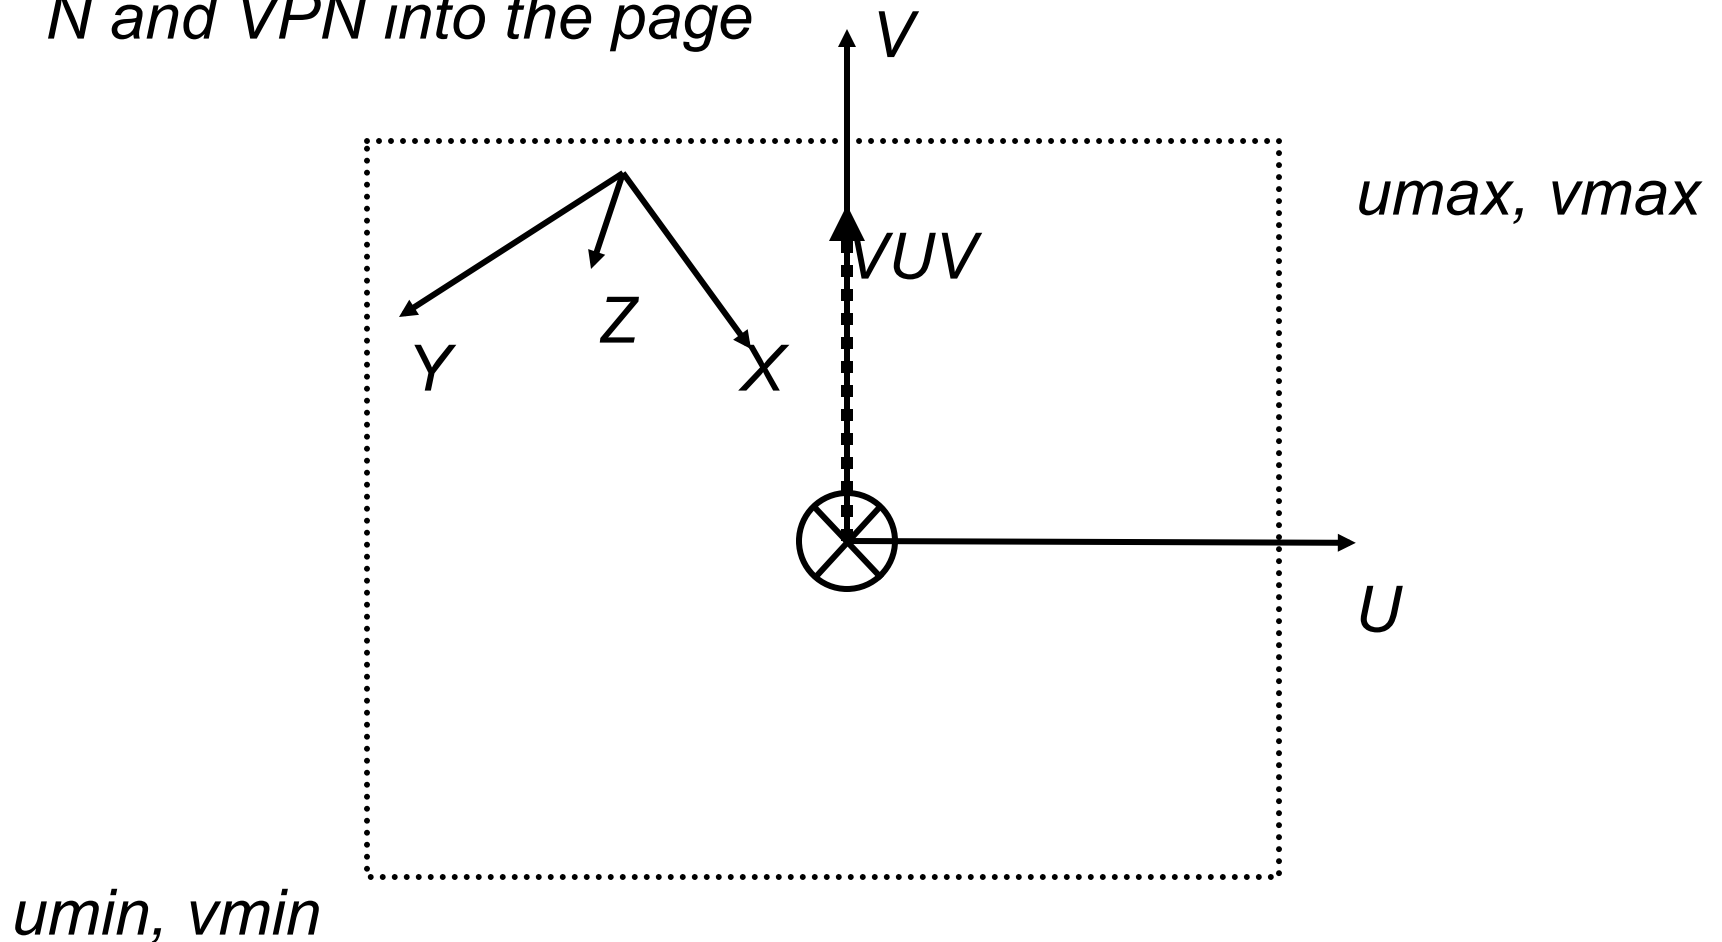 N and VPN into the page
V
umax, vmax
VUV
Z
Y
X
U
umin, vmin